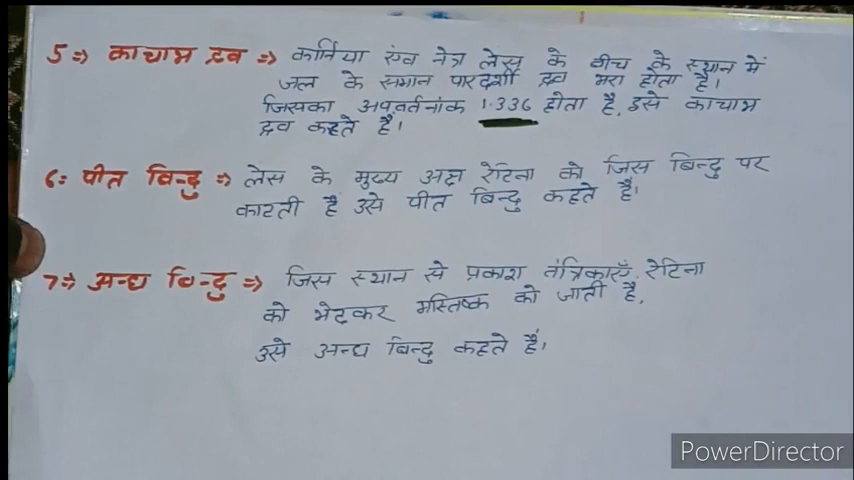 5⇒ काचाभ द्रव ⇒ कार्निया एंव नेत्र लेंस के बीच के स्थान में
जल के समान पारदर्शी द्रव भरा होता है।
जिसका अपवर्तनांक 1.336 होता है, इसे काचाभ
द्रव कहते हैं।
6: पीत बिन्दु ⇒ लेंस के मुख्य अक्ष रेटिना को जिस बिन्दु पर
काटती है उसे पीत बिन्दु कहते है।
7⇒ अन्ध बिन्दु ⇒ जिस स्थान से प्रकाश तंत्रिकाएँ रेटिना
को भेदकर मस्तिष्क को जाती है,
उसे अन्ध बिन्दु कहते हैं।
PowerDirector